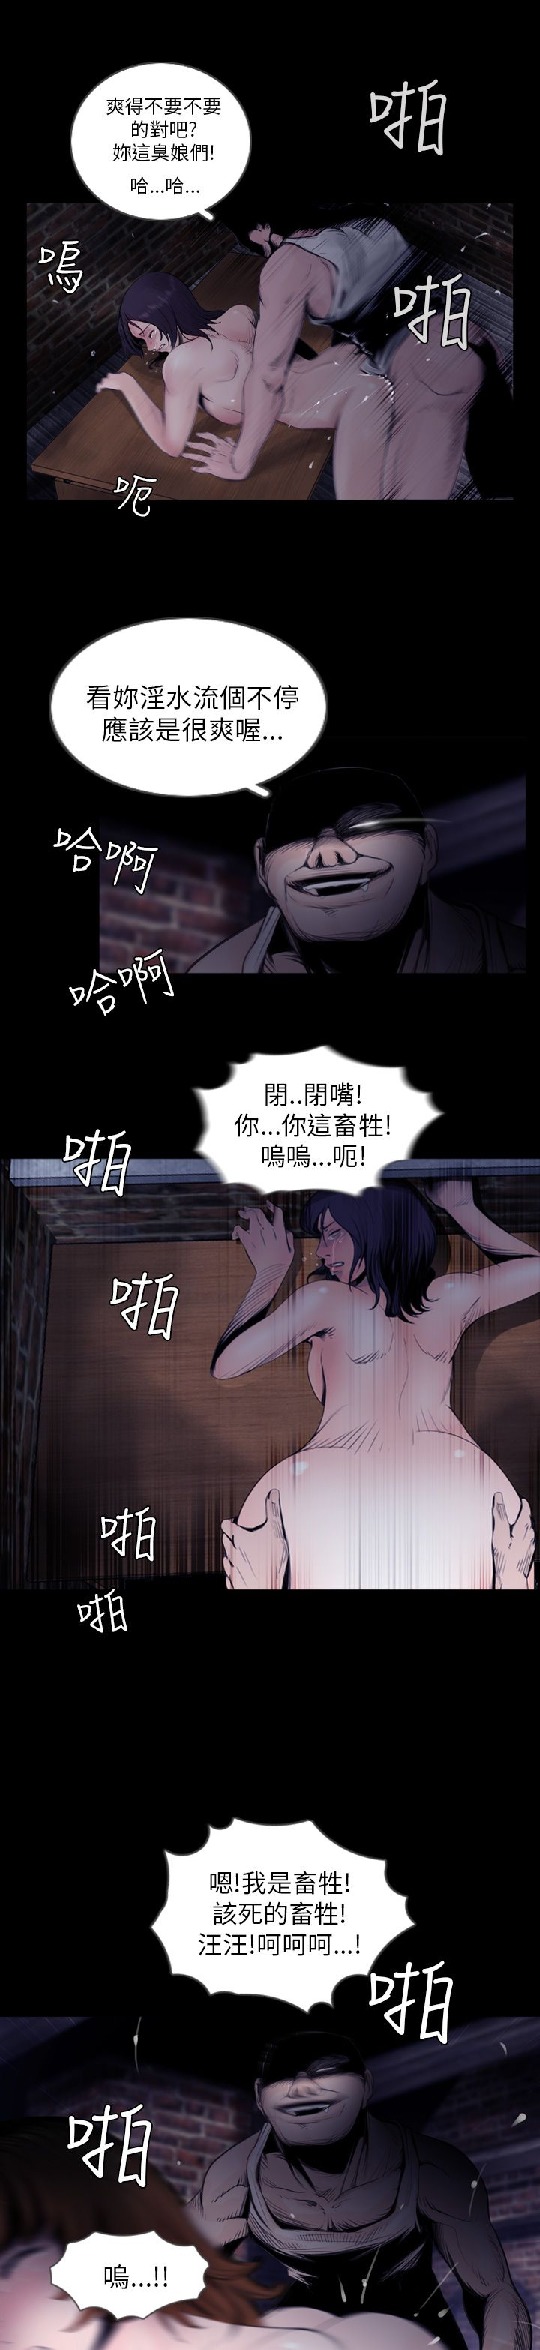 爽得不要不要
的對吧?
妳這臭娘們!
哈...哈...
啪
嗚
啪
呃
看妳淫水流個不停
應該是很爽喔...
哈啊
哈啊
閉..閉嘴!
你...你這畜牲!
嗚嗚...呃!
啪
啪
啪
啪
嗯!我是畜牲!
該死的畜牲!
汪汪!呵呵呵...!
啪
啪
嗚...!!